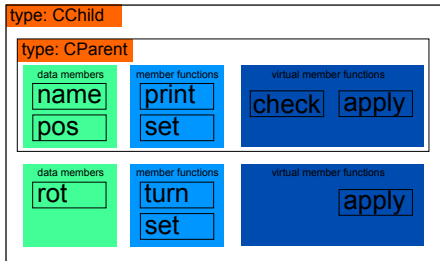 type: CChild
type: CParent
data members member functions virtual member functions
name print check apply
pos set
data members member functions virtual member functions
rot turn apply
set